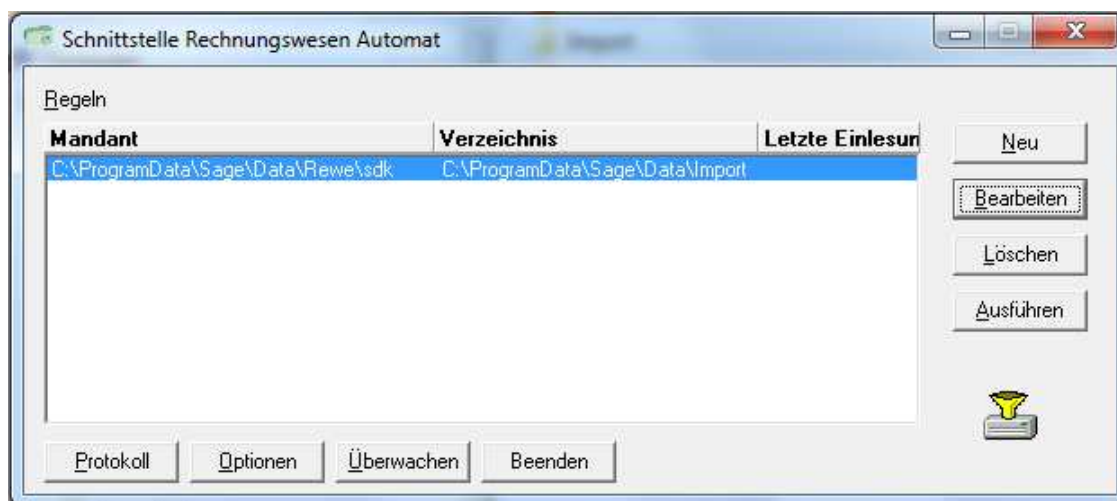 Schnittstelle Rechnungswesen Automat
Regeln
Mandant Verzeichnis Letzte Einlesun
C:\ProgramData\Sage\Data\Rewe\sdk C:\ProgramData\Sage\Data\Import
Neu
Bearbeiten
Löschen
Ausführen
Protokoll Optionen Überwachen Beenden